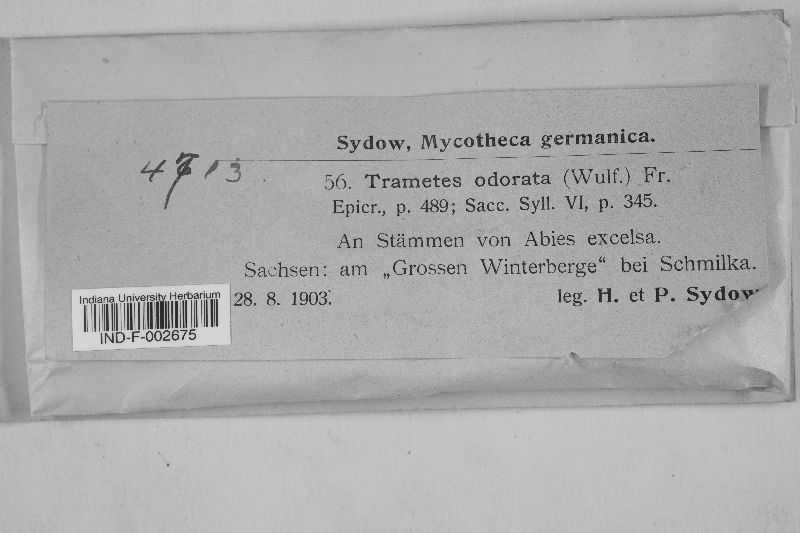 Sydow, Mycotheca germanica.
56. Trametes odorata (Wulf.) Fr.
Epicr., p. 489; Sacc. Syll. VI, p. 345.
An Stämmen von Abies excelsa.
Sachsen: am „Grossen Winterberge“ bei Schmilka.
28. 8. 1903. leg. H. et P. Sydow
Indiana University Herbarium
IND-F-002675